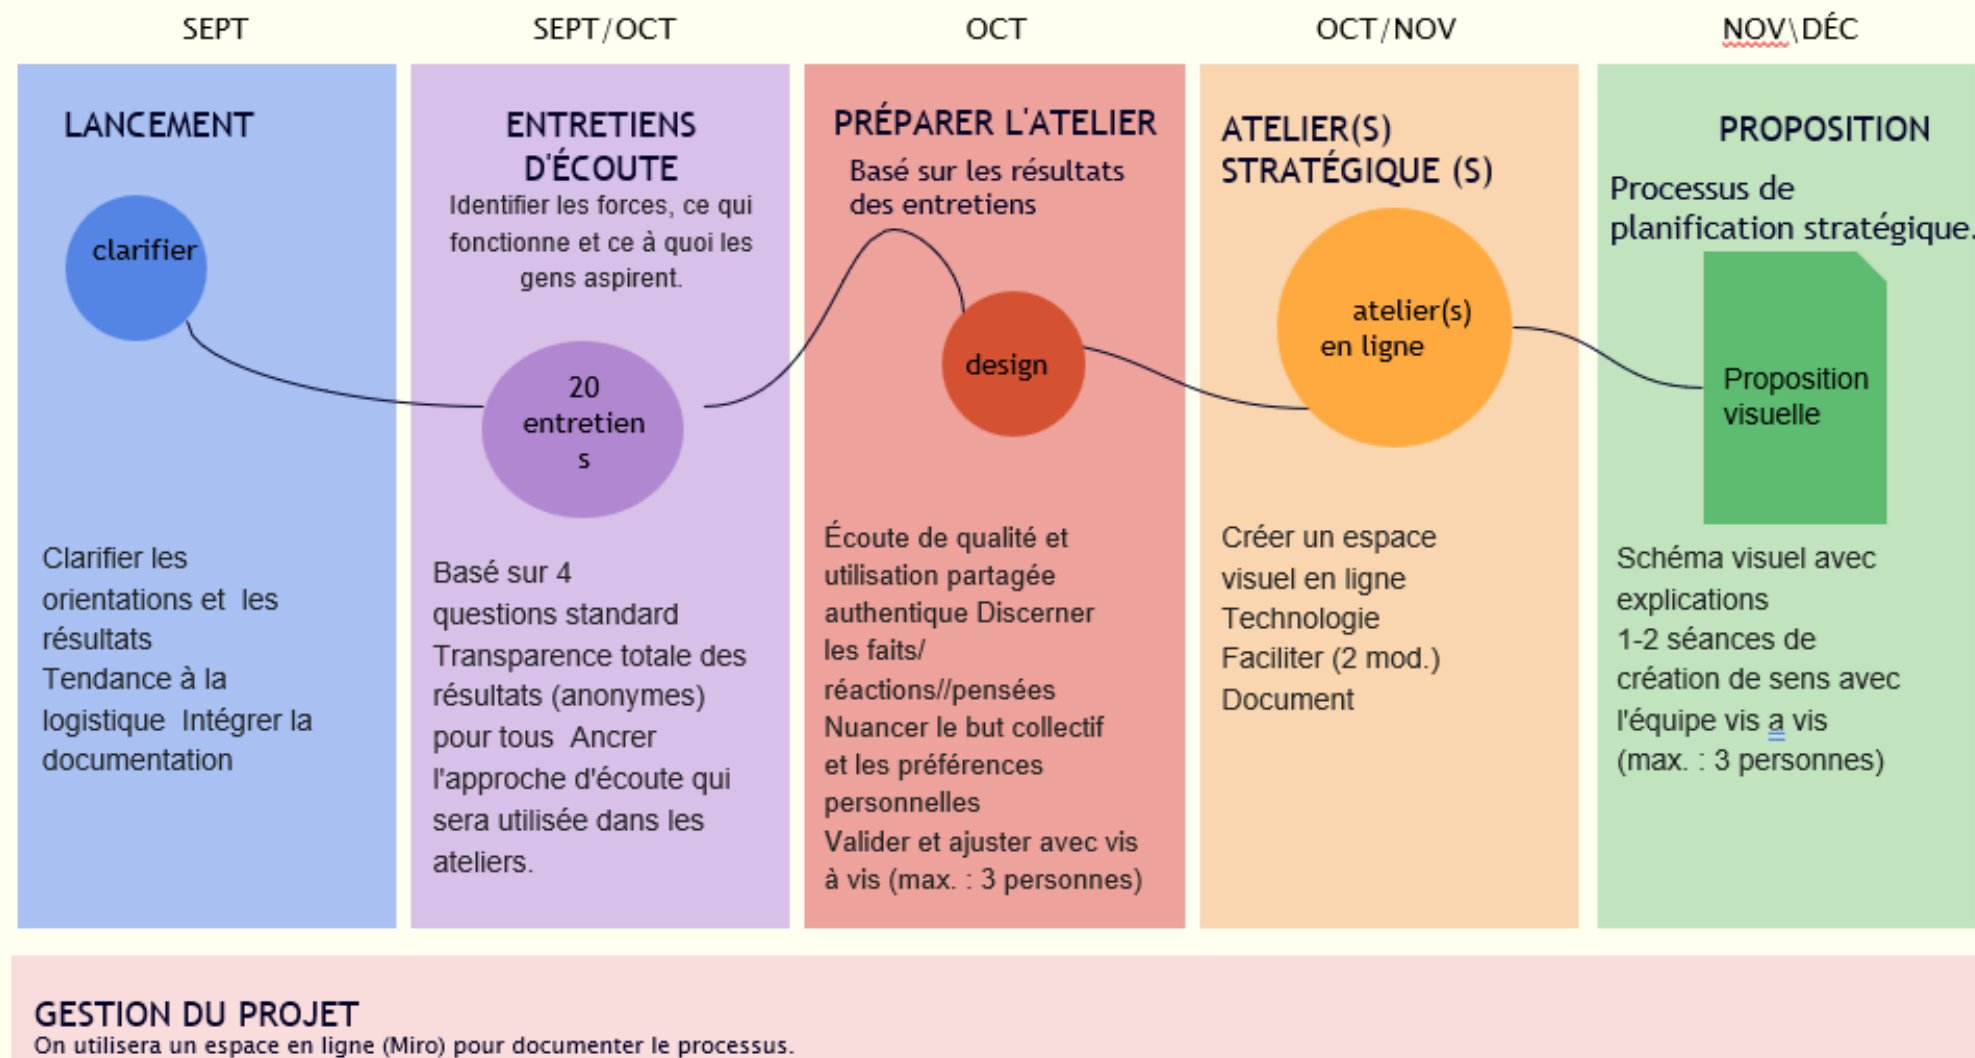 SEPT
SEPT/OCT
OCT
OCT/NOV
NOV\DÉC
LANCEMENT
clarifier
Clarifier les
orientations et les
résultats
Tendance à la
logistique Intégrer la
documentation
ENTRETIENS
D'ÉCOUTE
Identifier les forces, ce qui
fonctionne et ce à quoi les
gens aspirent.
20
entretien
s
Basé sur 4
questions standard
Transparence totale des
résultats (anonymes)
pour tous Ancrer
l'approche d'écoute qui
sera utilisée dans les
ateliers.
PRÉPARER L'ATELIER
Basé sur les résultats
des entretiens
design
Écoute de qualité et
utilisation partagée
authentique Discerner
les faits/
réactions//pensées
Nuancer le but collectif
et les préférences
personnelles
Valider et ajuster avec vis
à vis (max. : 3 personnes)
ATELIER(S)
STRATÉGIQUE (S)
atelier(s)
en ligne
Créer un espace
visuel en ligne
Technologie
Faciliter (2 mod.)
Document
PROPOSITION
Processus de
planification stratégique.
Proposition
visuelle
Schéma visuel avec
explications
1-2 séances de
création de sens avec
l'équipe vis a vis
(max. : 3 personnes)
GESTION DU PROJET
On utilisera un espace en ligne (Miro) pour documenter le processus.